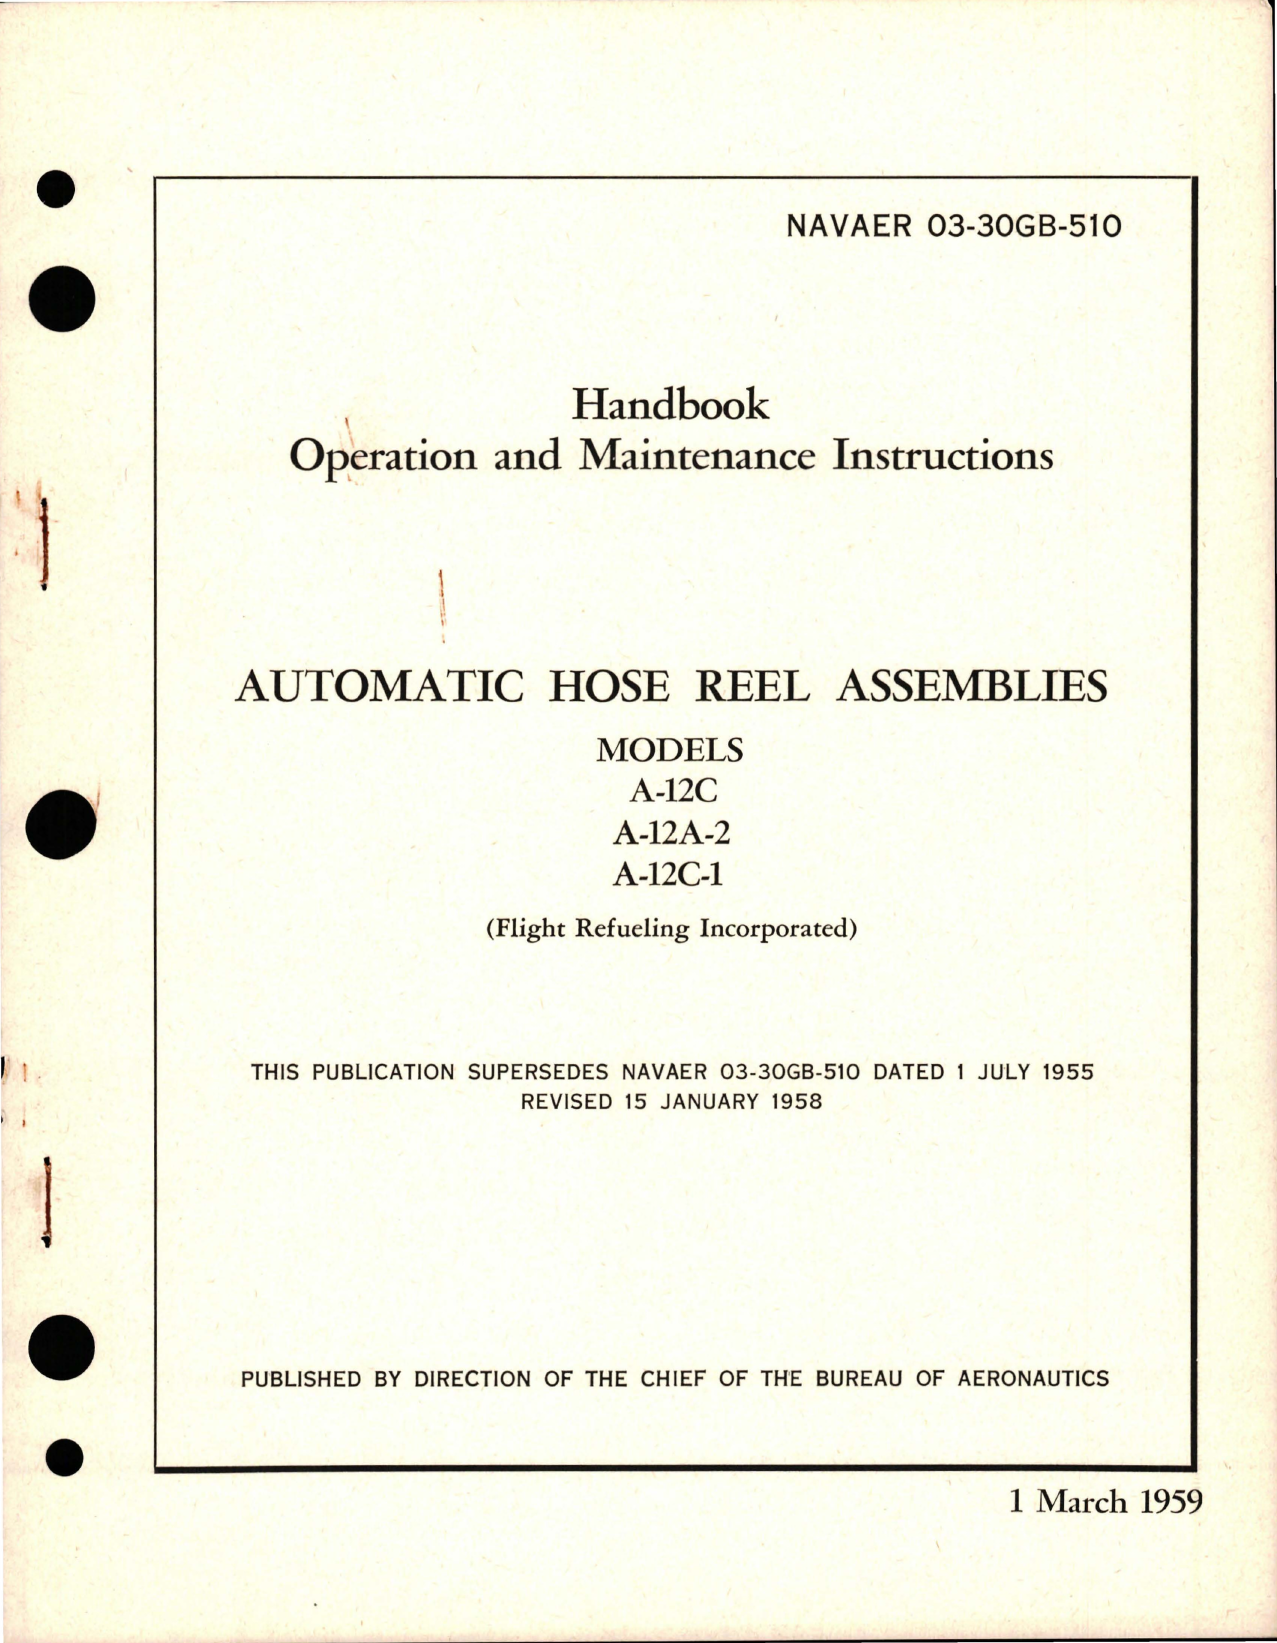 NAVAER 03-30GB-510
Handbook
Operation and Maintenance Instructions
AUTOMATIC HOSE REEL ASSEMBLIES
MODELS
A-12C
A-12A-2
A-12C-1
(Flight Refueling Incorporated)
THIS PUBLICATION SUPERSEDES NAVAER 03-30GB-510 DATED 1 JULY 1955
REVISED 15 JANUARY 1958
PUBLISHED BY DIRECTION OF THE CHIEF OF THE BUREAU OF AERONAUTICS
1 March 1959